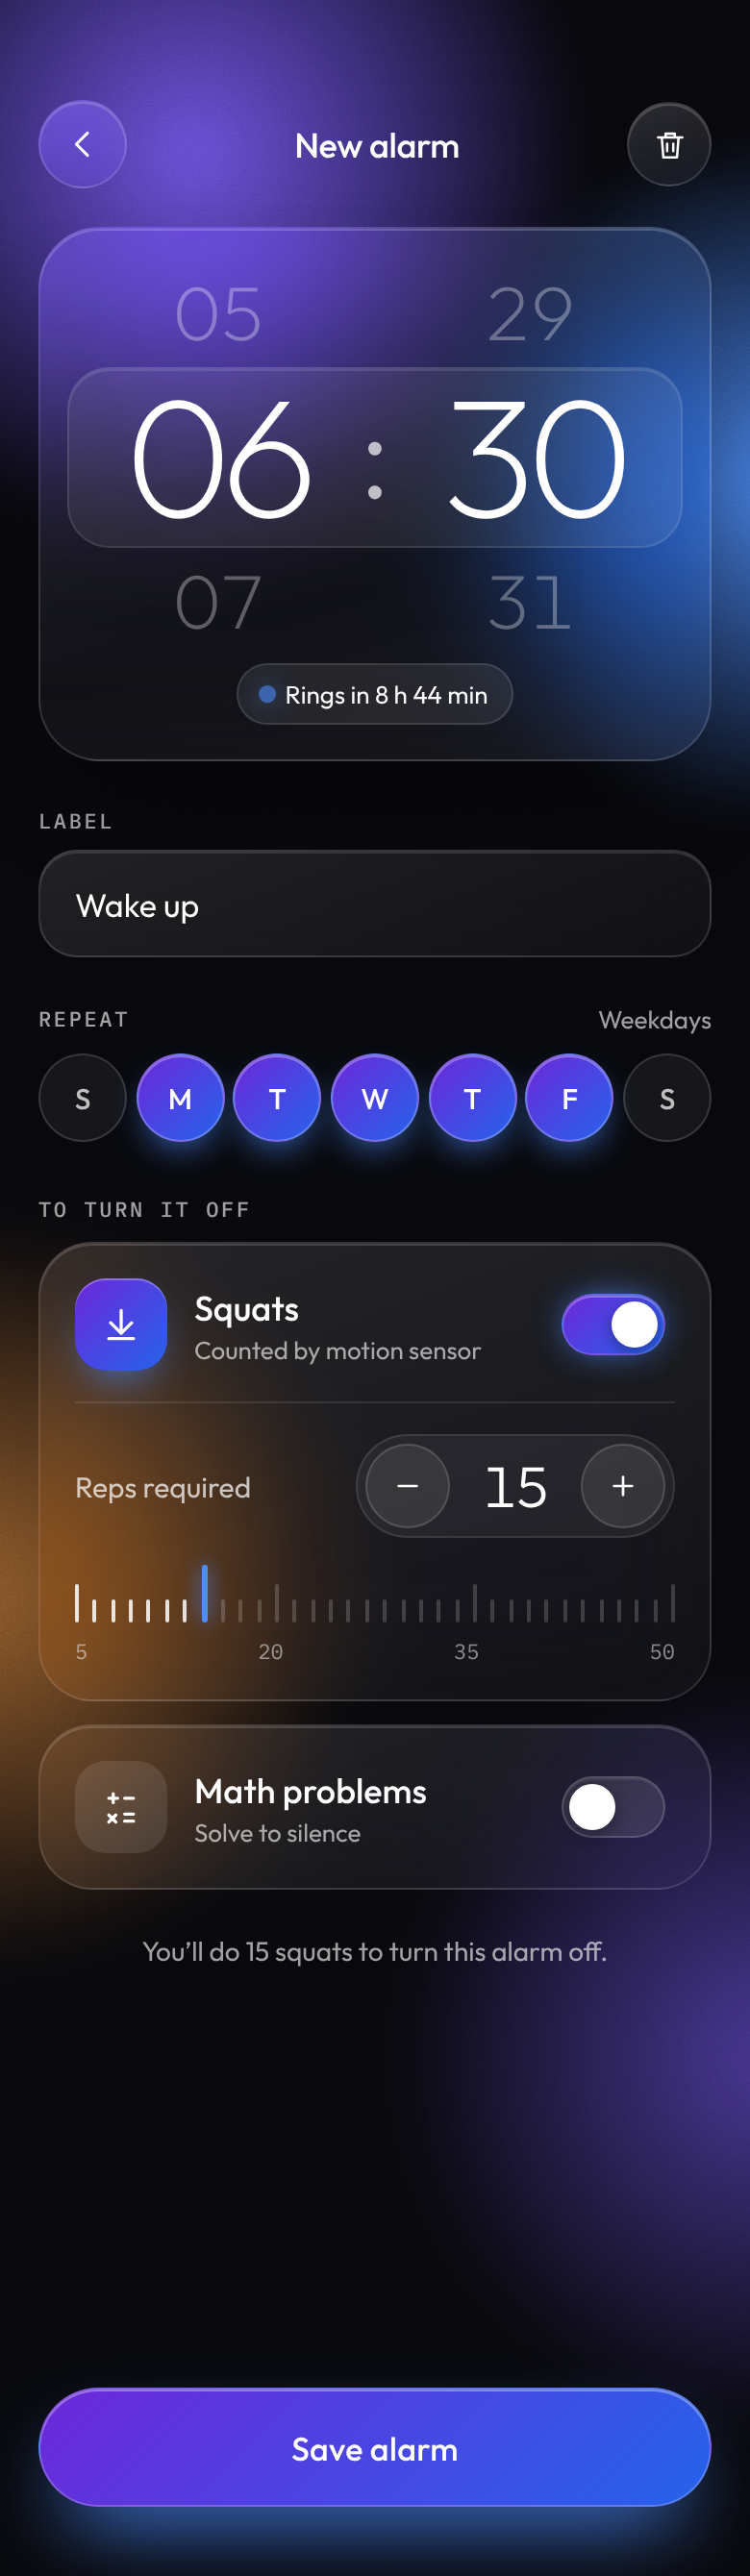 New alarm
05 29
06 : 30
07 31
Rings in 8 h 44 min
LABEL
Wake up
REPEAT Weekdays
S M T W T F S
TO TURN IT OFF
Squats
Counted by motion sensor
Reps required − 15 +
5 20 35 50
Math problems
Solve to silence
You’ll do 15 squats to turn this alarm off.
Save alarm